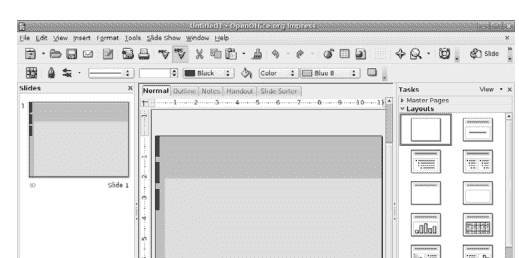 Untitled1 - OpenOffice.org Impress
File Edit View Insert Format Tools Slide Show Window Help
Slide
Black Color Blue 8
Slides
Normal Outline Notes Handout Slide Sorter
Tasks View
Master Pages
Layouts
1
Slide 1